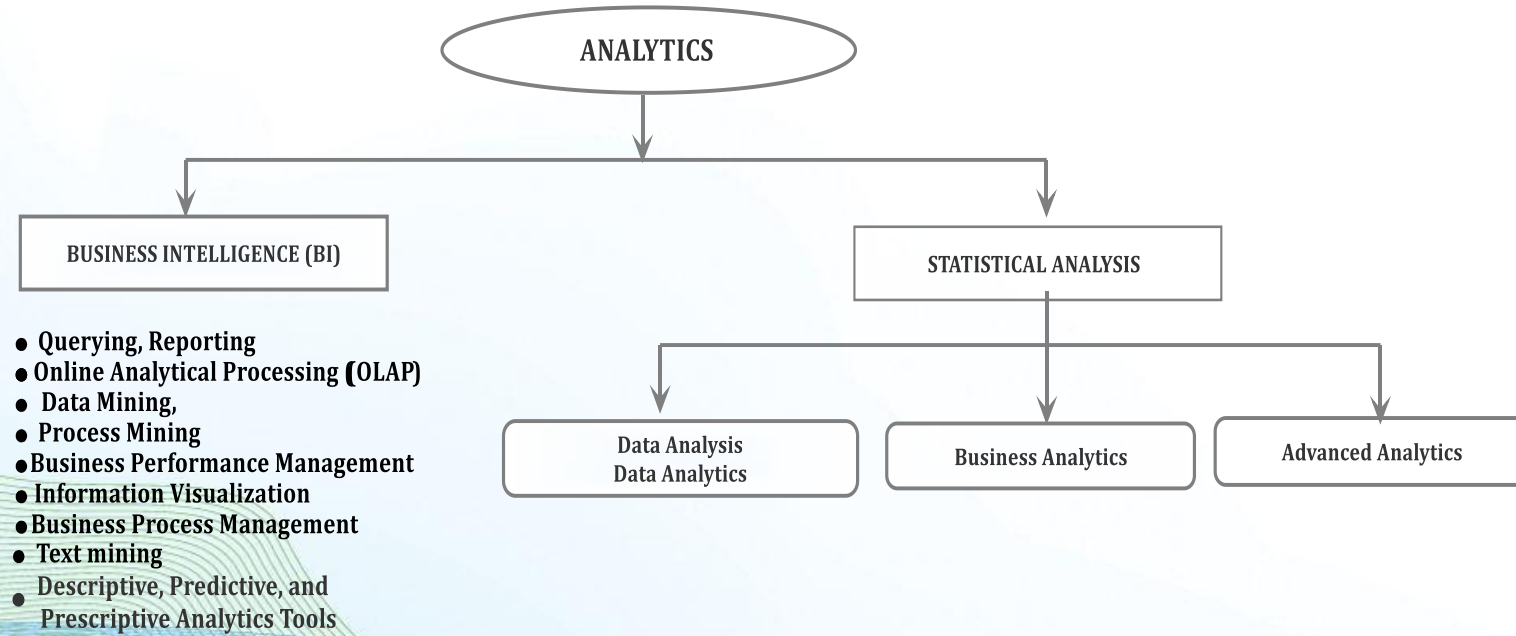 ANALYTICS
BUSINESS INTELLIGENCE (BI)
STATISTICAL ANALYSIS
● Querying, Reporting
● Online Analytical Processing (OLAP)
● Data Mining,
● Process Mining
● Business Performance Management
● Information Visualization
● Business Process Management
● Text mining
● Descriptive, Predictive, and
Prescriptive Analytics Tools
Data Analysis
Data Analytics
Business Analytics
Advanced Analytics